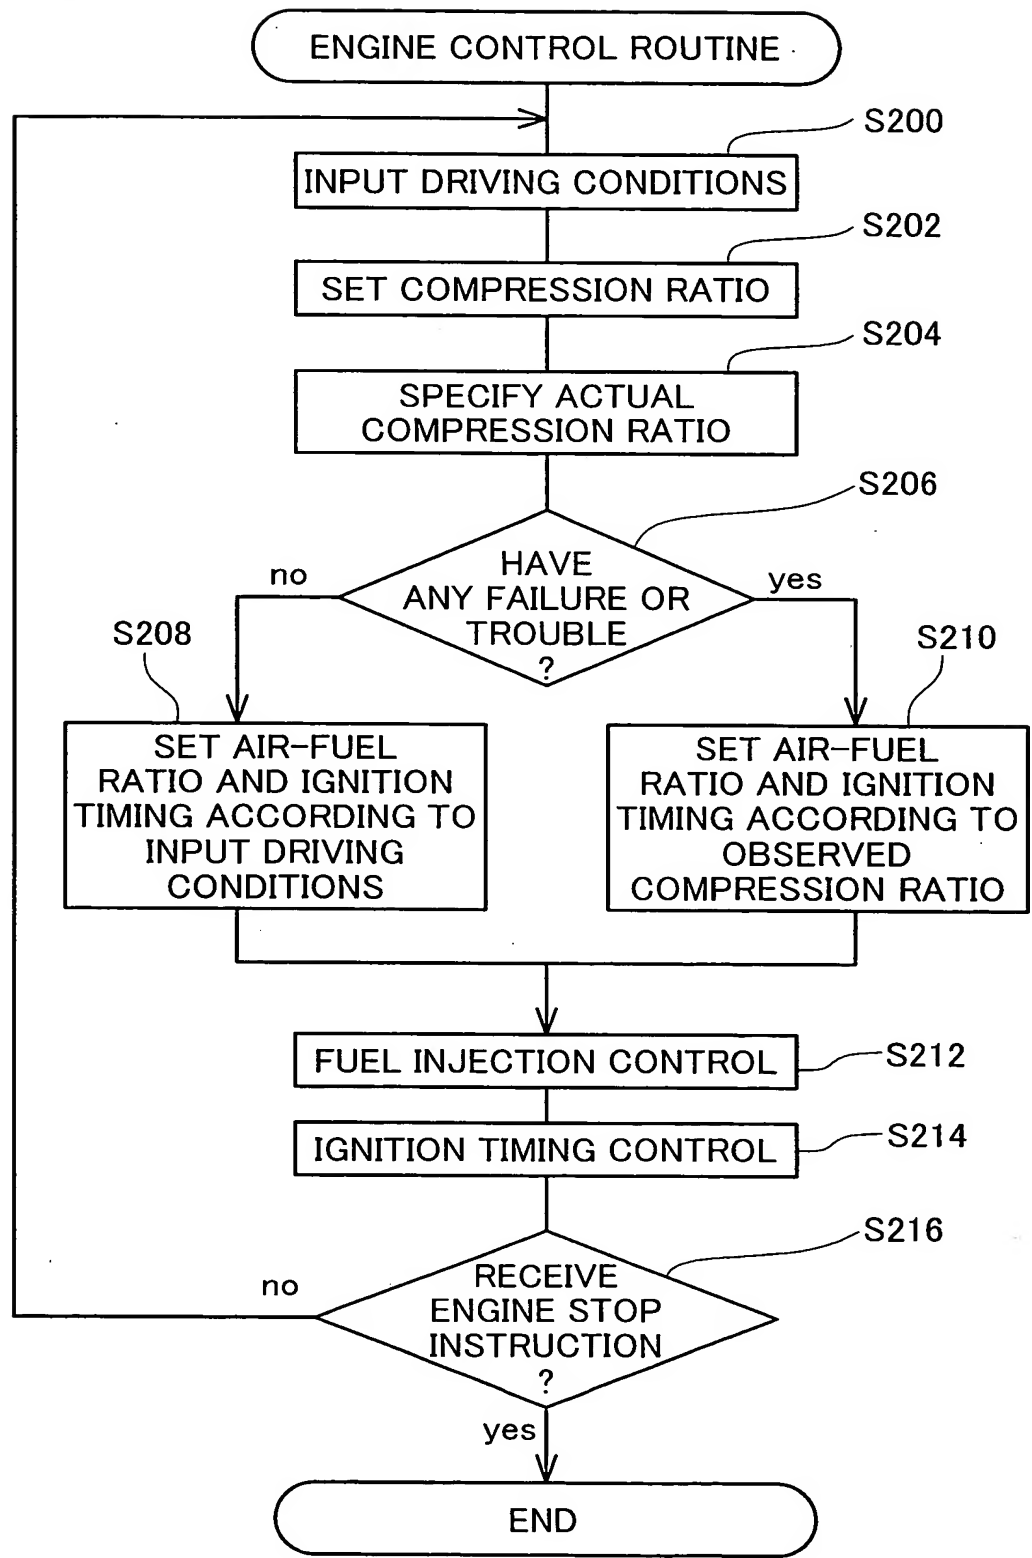 ENGINE CONTROL ROUTINE
S200
INPUT DRIVING CONDITIONS
S202
SET COMPRESSION RATIO
S204
SPECIFY ACTUAL
COMPRESSION RATIO
S206
HAVE
ANY FAILURE OR
TROUBLE
?
no
yes
S208
SET AIR-FUEL
RATIO AND IGNITION
TIMING ACCORDING TO
INPUT DRIVING
CONDITIONS
S210
SET AIR-FUEL
RATIO AND IGNITION
TIMING ACCORDING TO
OBSERVED
COMPRESSION RATIO
FUEL INJECTION CONTROL
S212
IGNITION TIMING CONTROL
S214
S216
RECEIVE
ENGINE STOP
INSTRUCTION
?
no
yes
END